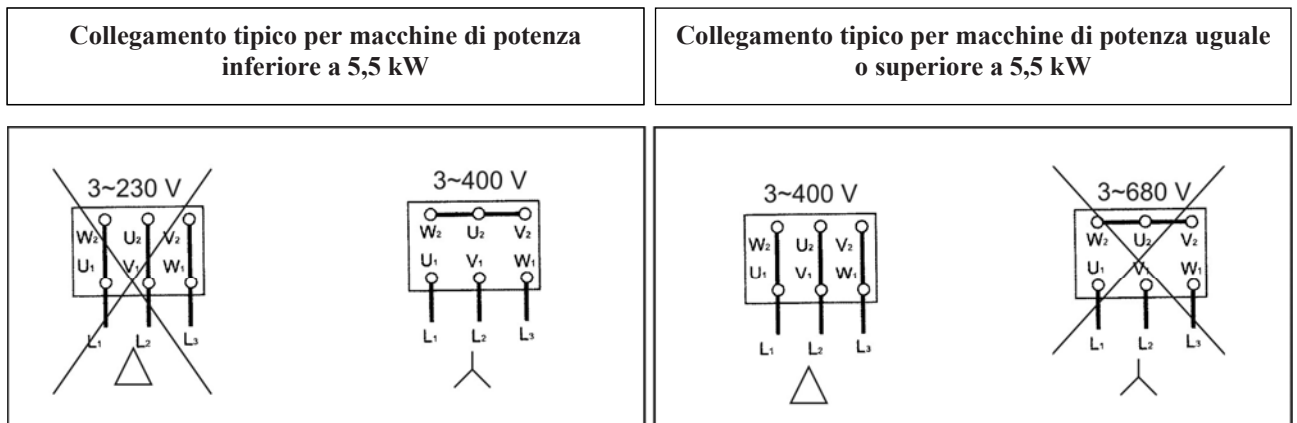 Collegamento tipico per macchine di potenza
inferiore a 5,5 kW
Collegamento tipico per macchine di potenza uguale
o superiore a 5,5 kW
3~230 V
W₂ U₂ V₂
U₁ V₁ W₁
L₁ L₂ L₃
3~400 V
W₂ U₂ V₂
U₁ V₁ W₁
L₁ L₂ L₃
3~400 V
W₂ U₂ V₂
U₁ V₁ W₁
L₁ L₂ L₃
3~680 V
W₂ U₂ V₂
U₁ V₁ W₁
L₁ L₂ L₃